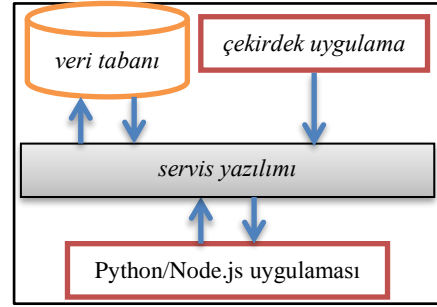 veri tabanı
çekirdek uygulama
servis yazılımı
Python/Node.js uygulaması